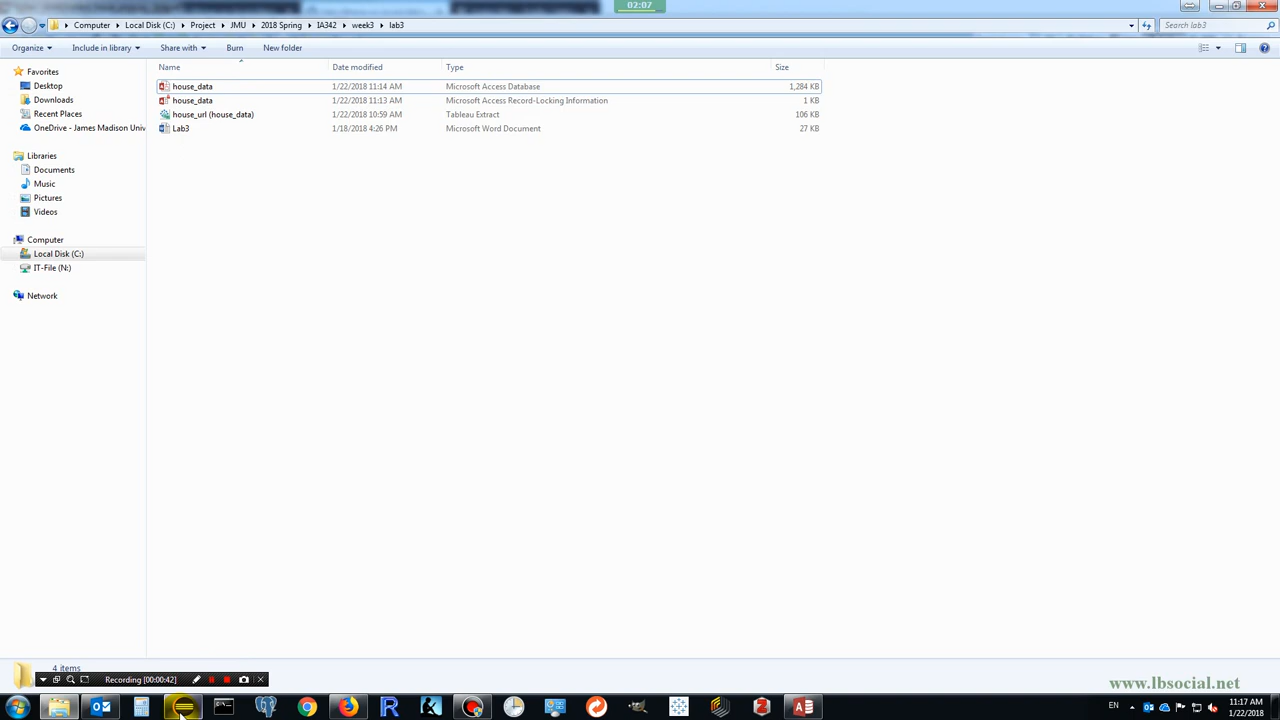 02:07
Computer Local Disk (C:) Project JMU 2018 Spring IA342 week3 lab3
Search lab3
Organize Include in library Share with Burn New folder
Name Date modified Type Size
Favorites
Desktop
Downloads
Recent Places
OneDrive - James Madison Univ
Libraries
Documents
Music
Pictures
Videos
Computer
Local Disk (C:)
IT-File (N:)
Network
house_data 1/22/2018 11:14 AM Microsoft Access Database 1,284 KB
house_data 1/22/2018 11:13 AM Microsoft Access Record-Locking Information 1 KB
house_url (house_data) 1/22/2018 10:59 AM Tableau Extract 106 KB
Lab3 1/18/2018 4:26 PM Microsoft Word Document 27 KB
4 items
Recording [00:00:42]
www.lbsocial.net
EN
11:17 AM
1/22/2018